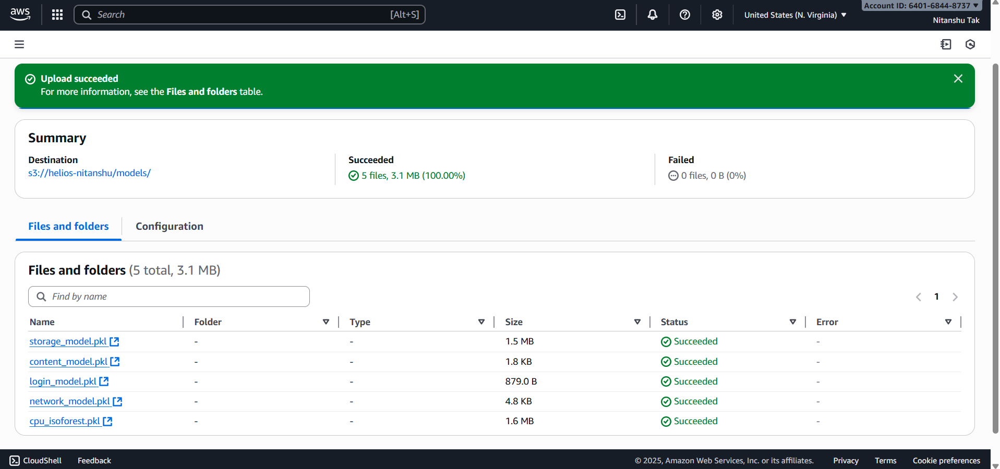 aws
Search [Alt+S]
United States (N. Virginia)
Account ID: 6401-6844-8737
Nitanshu Tak
Upload succeeded
For more information, see the Files and folders table.
Summary
Destination
s3://helios-nitanshu/models/
Succeeded
5 files, 3.1 MB (100.00%)
Failed
0 files, 0 B (0%)
Files and folders Configuration
Files and folders (5 total, 3.1 MB)
Find by name
1
Name Folder Type Size Status Error
storage_model.pkl - - 1.5 MB Succeeded -
content_model.pkl - - 1.8 KB Succeeded -
login_model.pkl - - 879.0 B Succeeded -
network_model.pkl - - 4.8 KB Succeeded -
cpu_isoforest.pkl - - 1.6 MB Succeeded -
CloudShell Feedback © 2025, Amazon Web Services, Inc. or its affiliates. Privacy Terms Cookie preferences